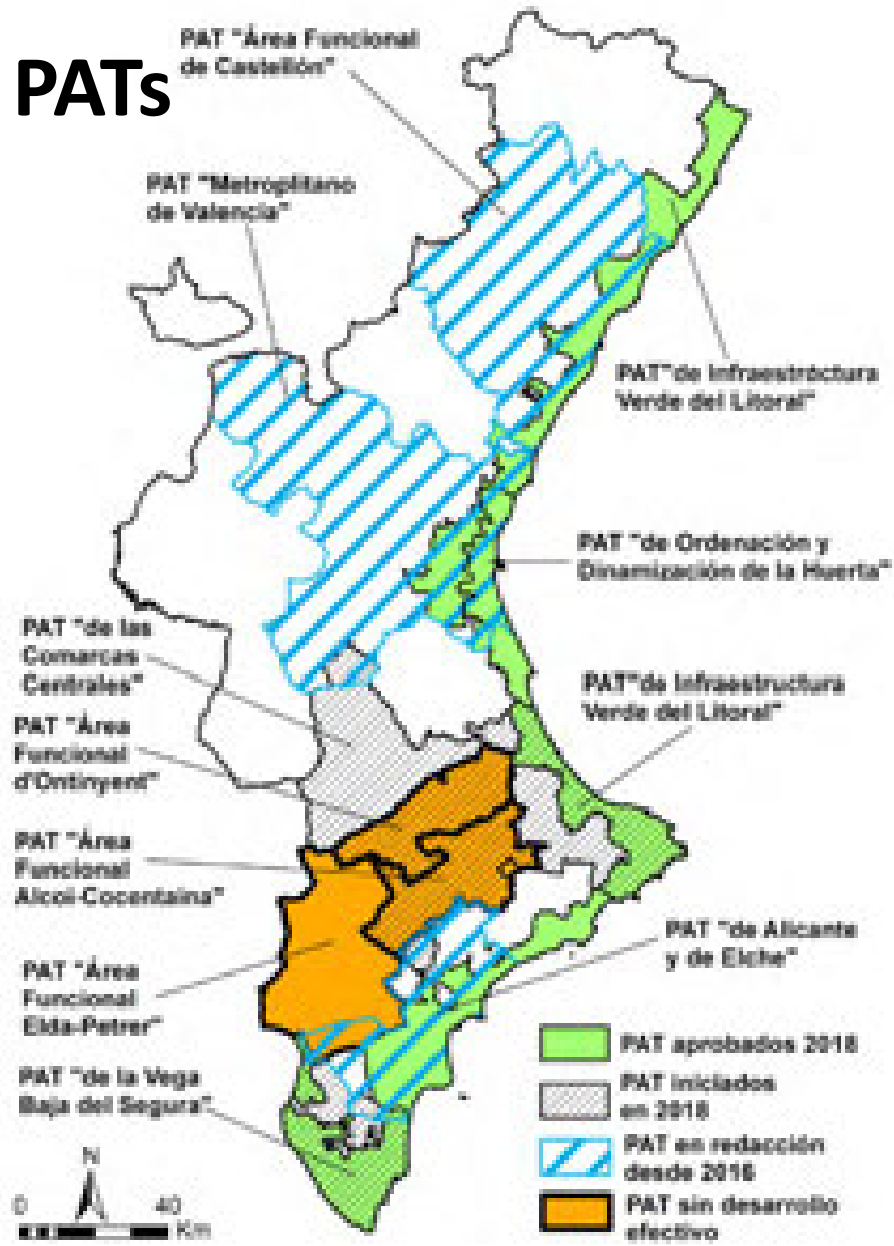 PATs
PAT "Área Funcional
de Castellón"
PAT "Metroplitano
de Valencia"
PAT"de Infraestróctura
Verde del Litoral"
PAT "de Ordenación y
Dinamización de la Huerta"
PAT "de las
Comarcas
Centrales"
PAT"de Infraestructura
Verde del Litoral"
PAT "Área
Funcional
d'Ontinyent"
PAT "Área
Funcional
Alcoi-Cocentaina"
PAT "de Alicante
y de Elche"
PAT "Área
Funcional
Elda-Petrer"
PAT "de la Vega
Baja del Segura"
PAT aprobados 2018
PAT iniciados
en 2018
PAT en redacción
desde 2016
PAT sin desarrollo
efectivo
N
0 40
Km